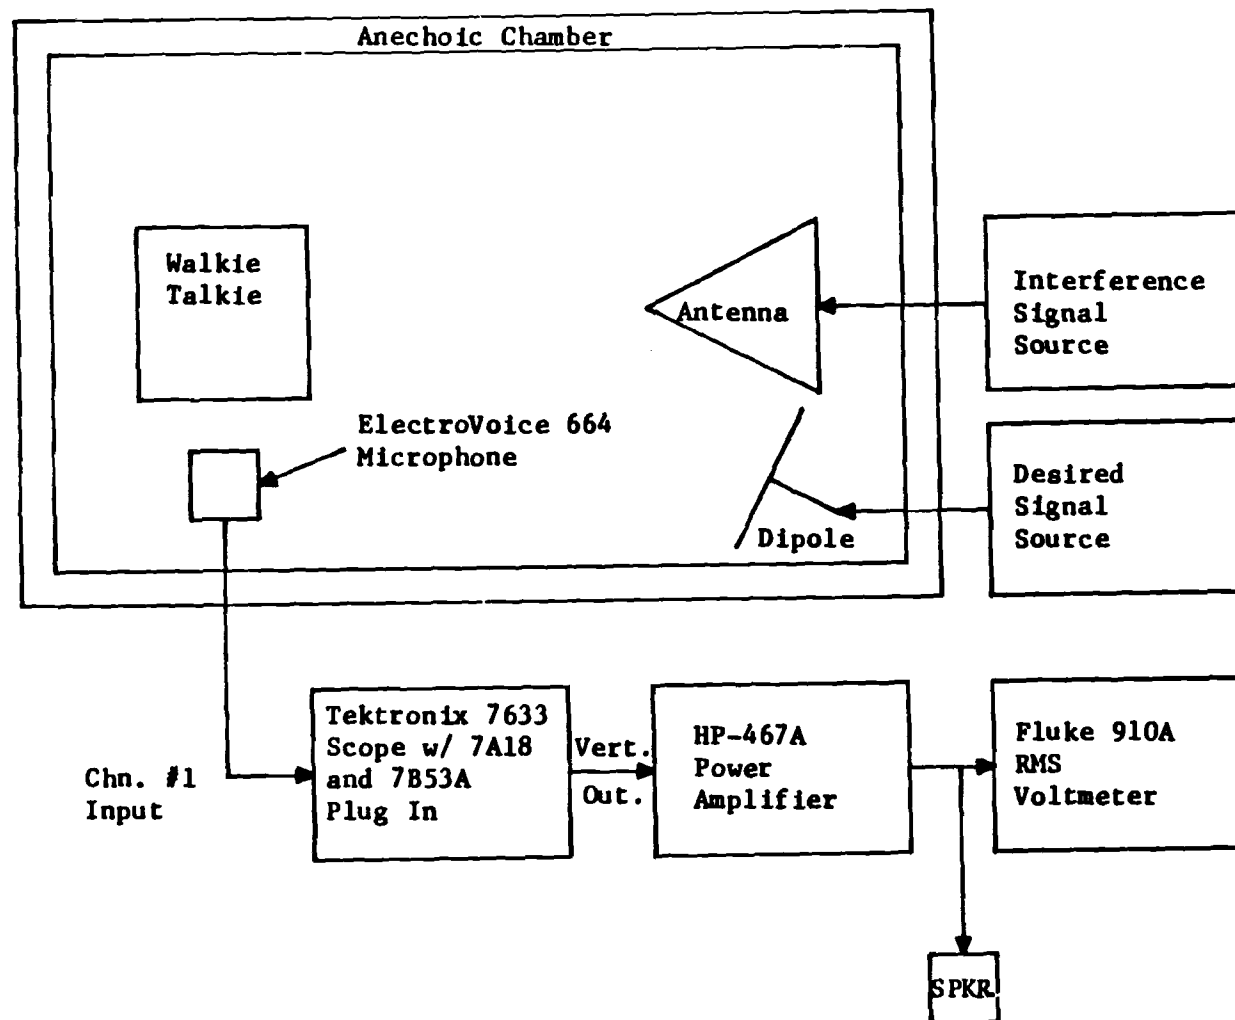 Anechoic Chamber
Walkie
Talkie
Antenna
Interference
Signal
Source
ElectroVoice 664
Microphone
Dipole
Desired
Signal
Source
Chn. #1
Input
Tektronix 7633
Scope w/ 7A18
and 7B53A
Plug In
Vert.
Out.
HP-467A
Power
Amplifier
Fluke 910A
RMS
Voltmeter
SPKR